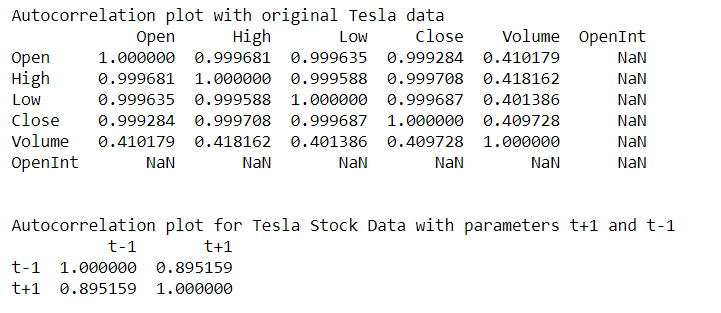 Autocorrelation plot with original Tesla data
Open High Low Close Volume OpenInt
Open 1.000000 0.999681 0.999635 0.999284 0.410179 NaN
High 0.999681 1.000000 0.999588 0.999708 0.418162 NaN
Low 0.999635 0.999588 1.000000 0.999687 0.401386 NaN
Close 0.999284 0.999708 0.999687 1.000000 0.409728 NaN
Volume 0.410179 0.418162 0.401386 0.409728 1.000000 NaN
OpenInt NaN NaN NaN NaN NaN NaN
Autocorrelation plot for Tesla Stock Data with parameters t+1 and t-1
t-1 t+1
t-1 1.000000 0.895159
t+1 0.895159 1.000000